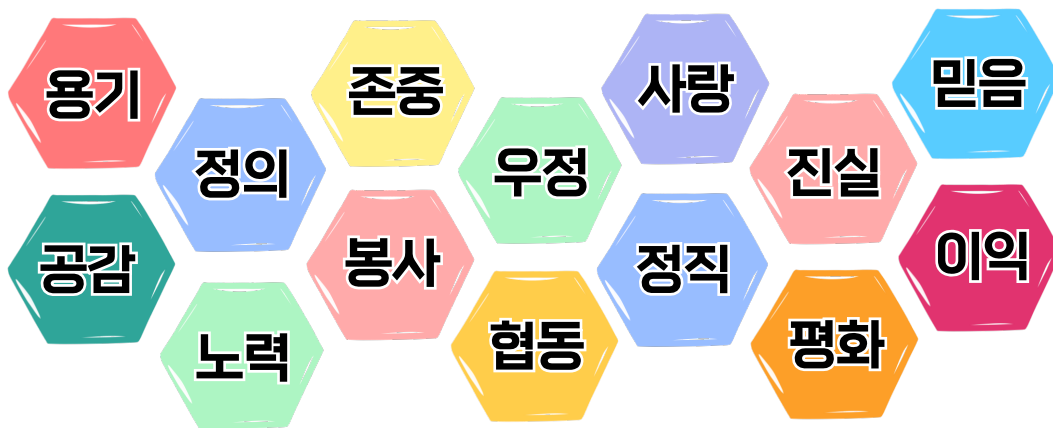 용기
존중
사랑
믿음
정의
우정
진실
공감
봉사
정직
이익
노력
협동
평화